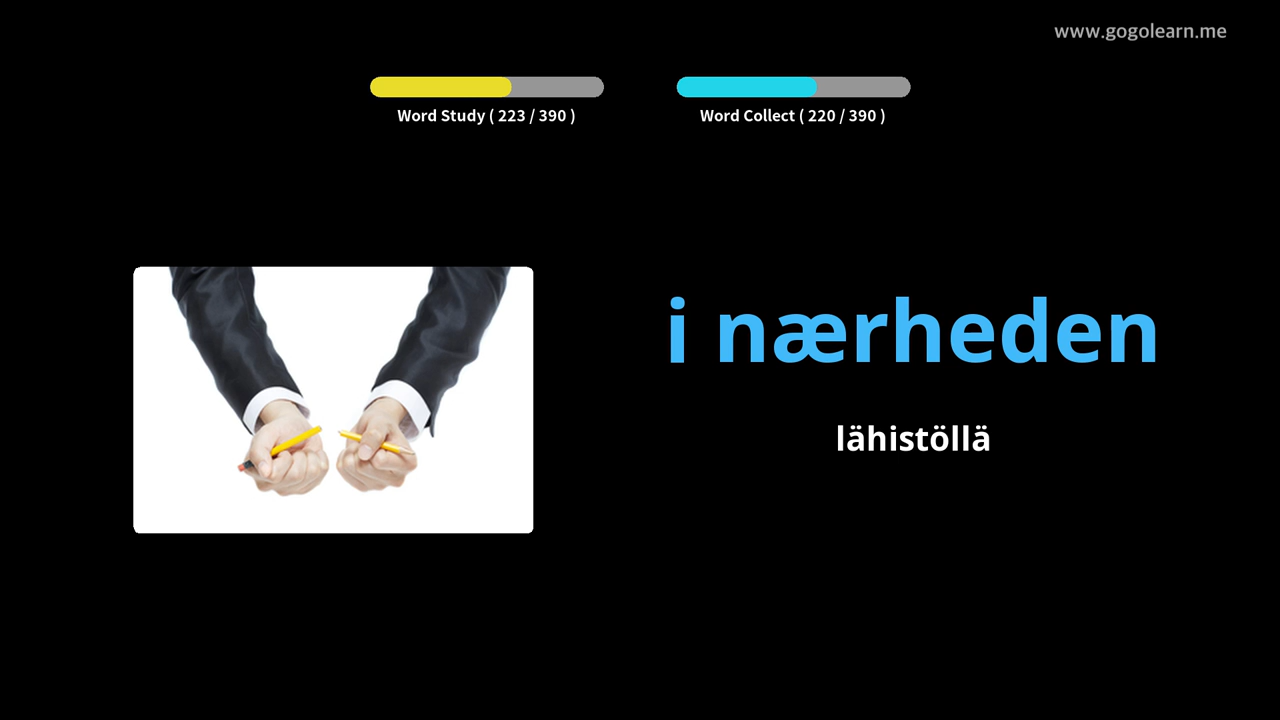 www.gogolearn.me
Word Study ( 223 / 390 )
Word Collect ( 220 / 390 )
i nærheden
lähistöllä